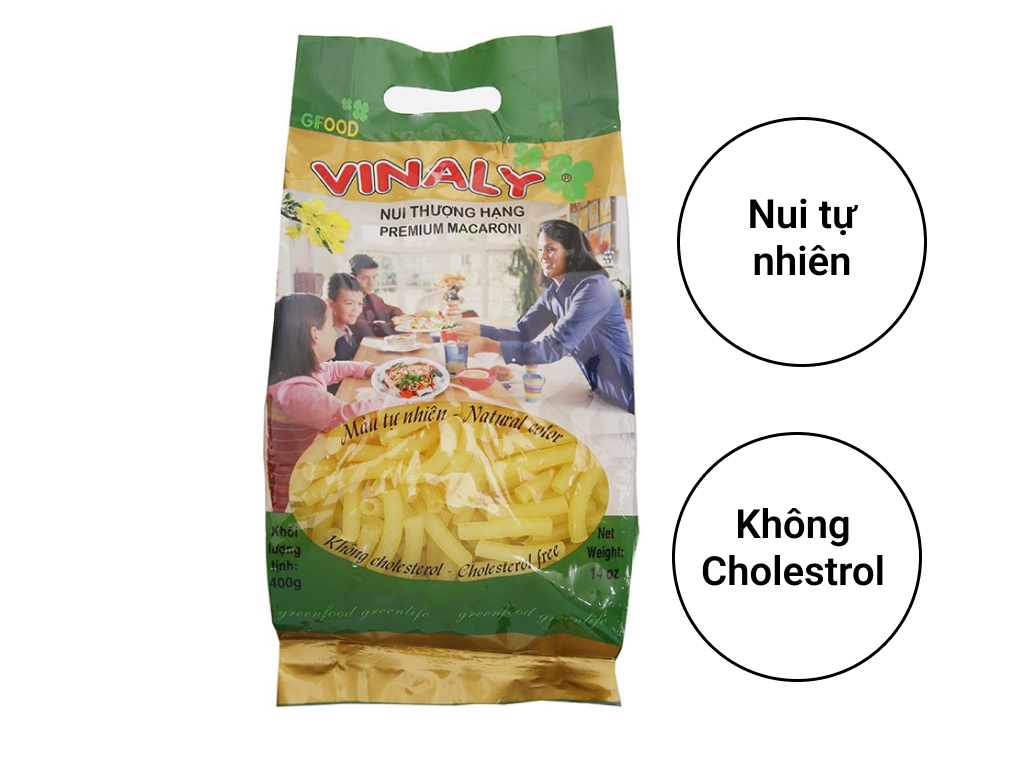 GFOOD
VINALY
®
NUI THƯỢNG HẠNG
PREMIUM MACARONI
Màu tự nhiên - Natural color
Khối
lượng
tịnh:
400g
Không cholesterol - Cholesterol free
Net
Weight:
14 oz
greenfood greenlife greenfood greenlife
Nui tự
nhiên
Không
Cholestrol